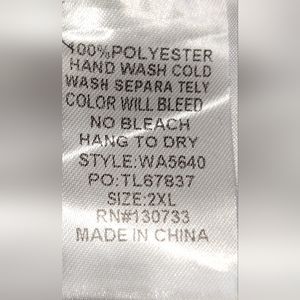 100%POLYESTER
HAND WASH COLD
WASH SEPARA TELY
COLOR WILL BLEED
NO BLEACH
HANG TO DRY
STYLE:WA5640
PO:TL67837
SIZE:2XL
RN#130733
MADE IN CHINA